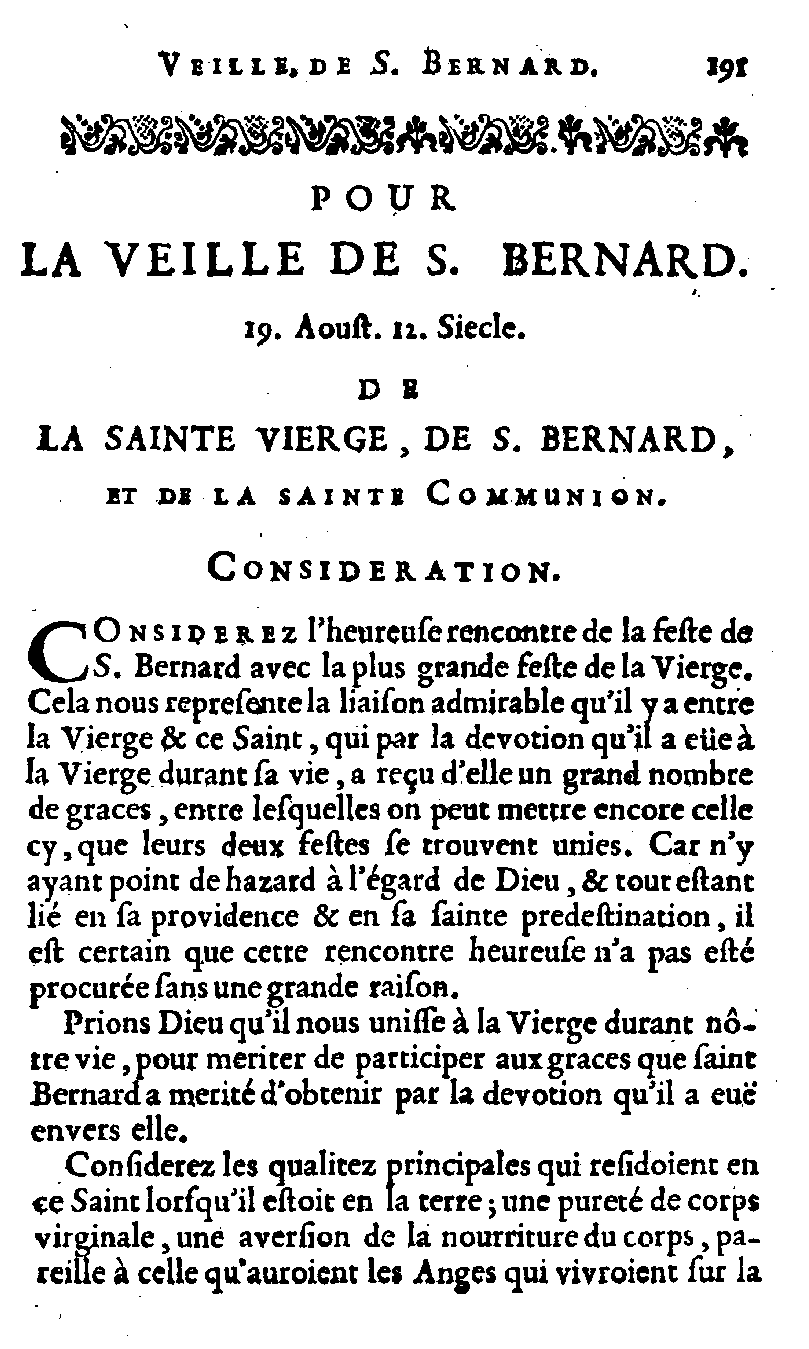 VEILLE, DE S. BERNARD. 191
POUR
LA VEILLE DE S. BERNARD.
19. Aouſt. 12. Siecle.
DE
LA SAINTE VIERGE, DE S. BERNARD,
ET DE LA SAINTE COMMUNION.
CONSIDERATION.
CONSIDEREZ l'heureuſe rencontre de la feſte de
S. Bernard avec la plus grande feſte de la Vierge.
Cela nous repreſente la liaiſon admirable qu'il y a entre
la Vierge & ce Saint, qui par la devotion qu'il a eüe à
la Vierge durant ſa vie, a reçu d'elle un grand nombre
de graces, entre leſquelles on peut mettre encore celle
cy, que leurs deux feſtes ſe trouvent unies. Car n'y
ayant point de hazard à l'égard de Dieu, & tout eſtant
lié en ſa providence & en ſa ſainte predeſtination, il
eſt certain que cette rencontre heureuſe n'a pas eſté
procurée ſans une grande raiſon.
Prions Dieu qu'il nous uniſſe à la Vierge durant nô-
tre vie, pour meriter de participer aux graces que ſaint
Bernard a merité d'obtenir par la devotion qu'il a euë
envers elle.
Conſiderez les qualitez principales qui reſidoient en
ce Saint lorſqu'il eſtoit en la terre; une pureté de corps
virginale, une averſion de la nourriture du corps, pa-
reille à celle qu'auroient les Anges qui vivroient ſur la